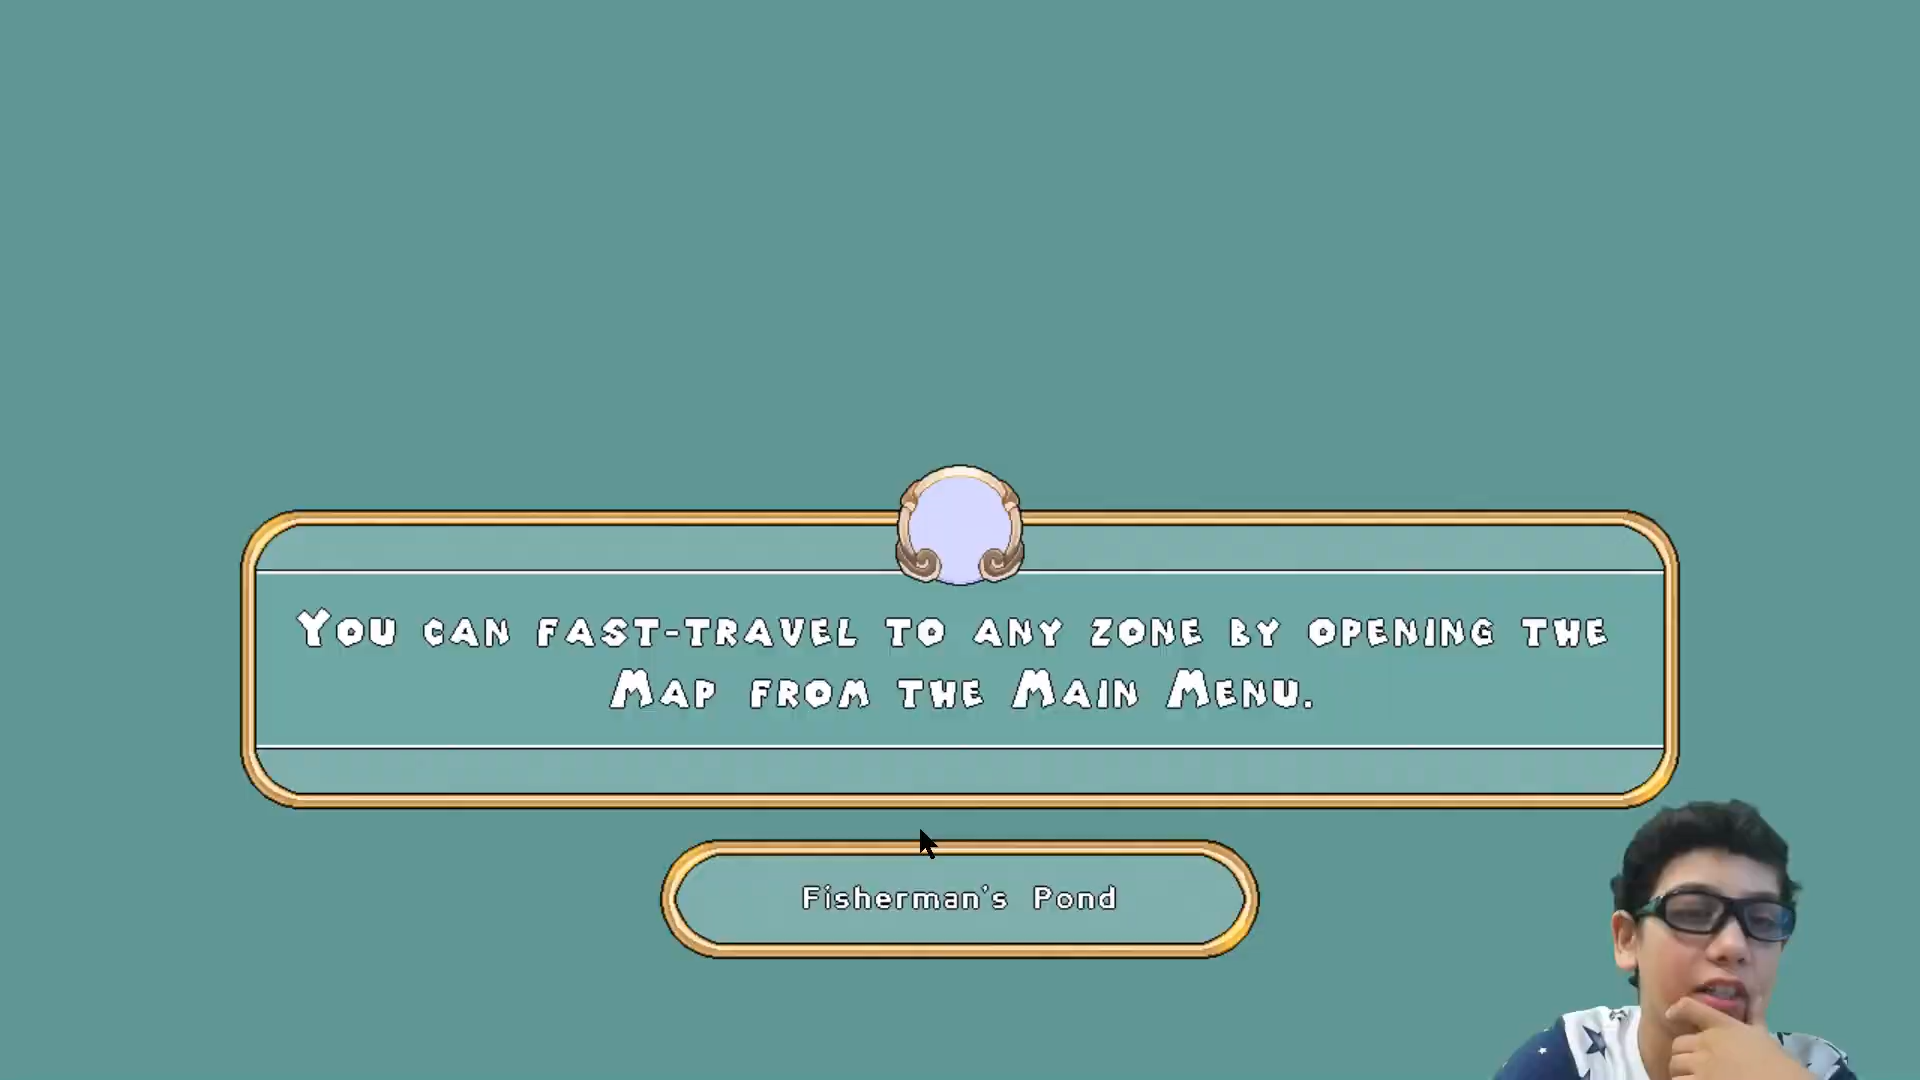 You can fast-travel to any zone by opening the
Map from the Main Menu.
Fisherman's Pond